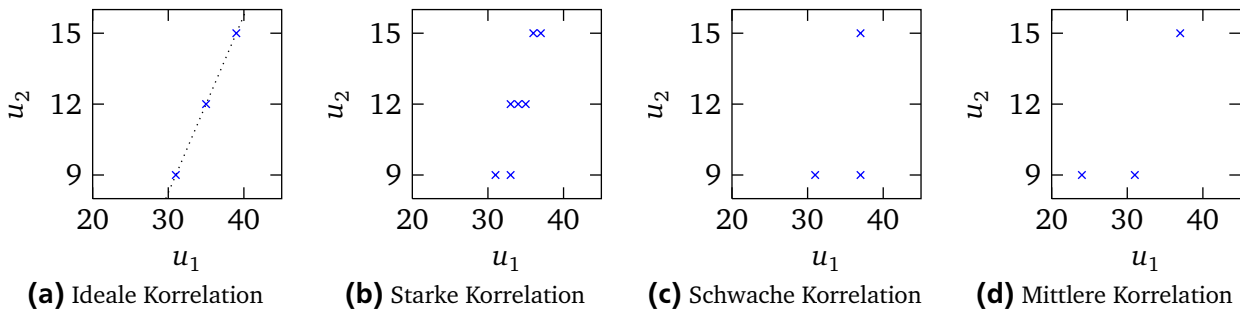 15
12
9
u₂
20 30 40
u₁
(a) Ideale Korrelation
15
12
9
u₂
20 30 40
u₁
(b) Starke Korrelation
15
12
9
u₂
20 30 40
u₁
(c) Schwache Korrelation
15
12
9
u₂
20 30 40
u₁
(d) Mittlere Korrelation